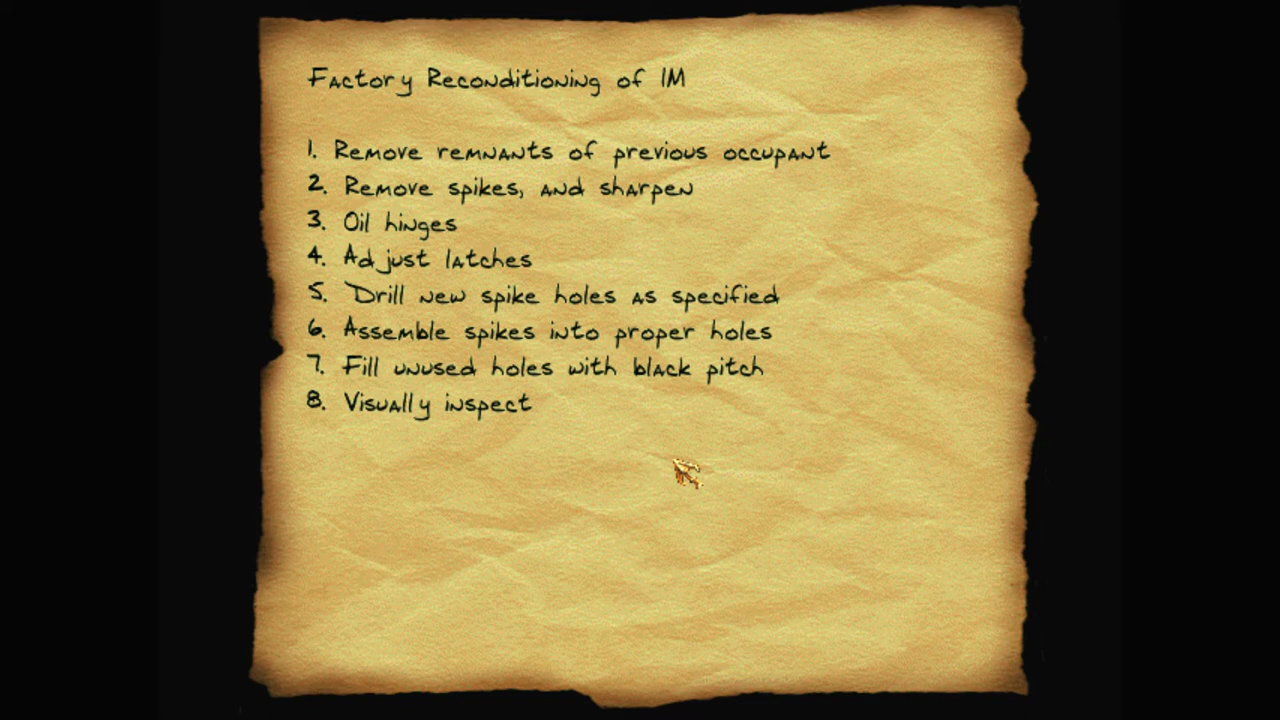 Factory Reconditioning of IM
1. Remove remnants of previous occupant
2. Remove spikes, and sharpen
3. Oil hinges
4. Adjust latches
5. Drill new spike holes as specified
6. Assemble spikes into proper holes
7. Fill unused holes with black pitch
8. Visually inspect